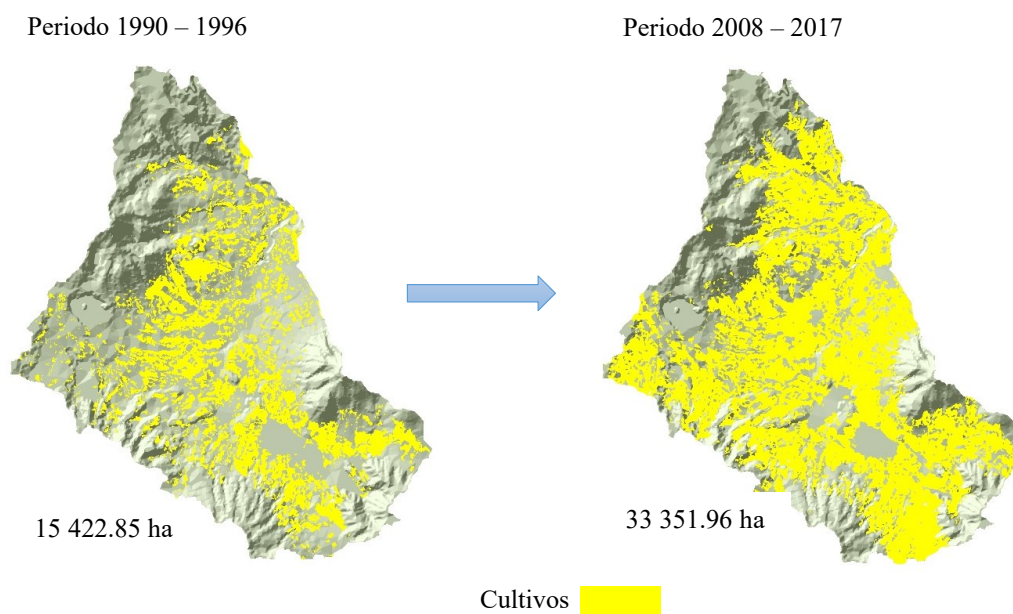 Periodo 1990 – 1996
Periodo 2008 – 2017
15 422.85 ha
33 351.96 ha
Cultivos